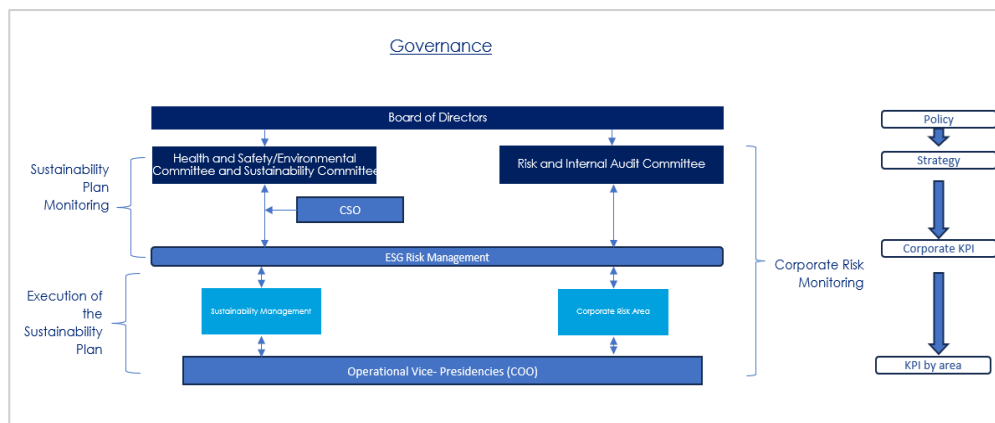 Governance
Board of Directors
Policy
Health and Safety/Environmental
Committee and Sustainability Committee
Risk and Internal Audit Committee
Strategy
Sustainability
Plan
Monitoring
CSO
ESG Risk Management
Corporate KPI
Corporate Risk
Monitoring
Execution of
the
Sustainability
Plan
Sustainability Management
Corporate Risk Area
Operational Vice- Presidencies (COO)
KPI by area